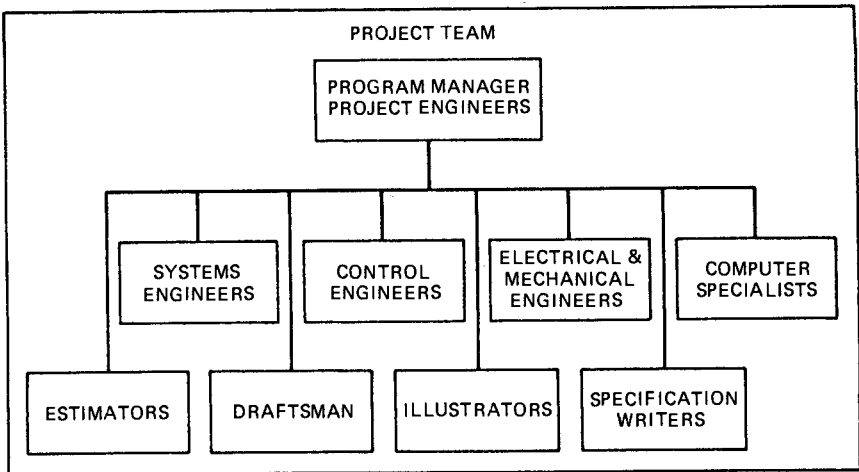 PROJECT TEAM
PROGRAM MANAGER
PROJECT ENGINEERS
SYSTEMS
ENGINEERS
CONTROL
ENGINEERS
ELECTRICAL &
MECHANICAL
ENGINEERS
COMPUTER
SPECIALISTS
ESTIMATORS
DRAFTSMAN
ILLUSTRATORS
SPECIFICATION
WRITERS